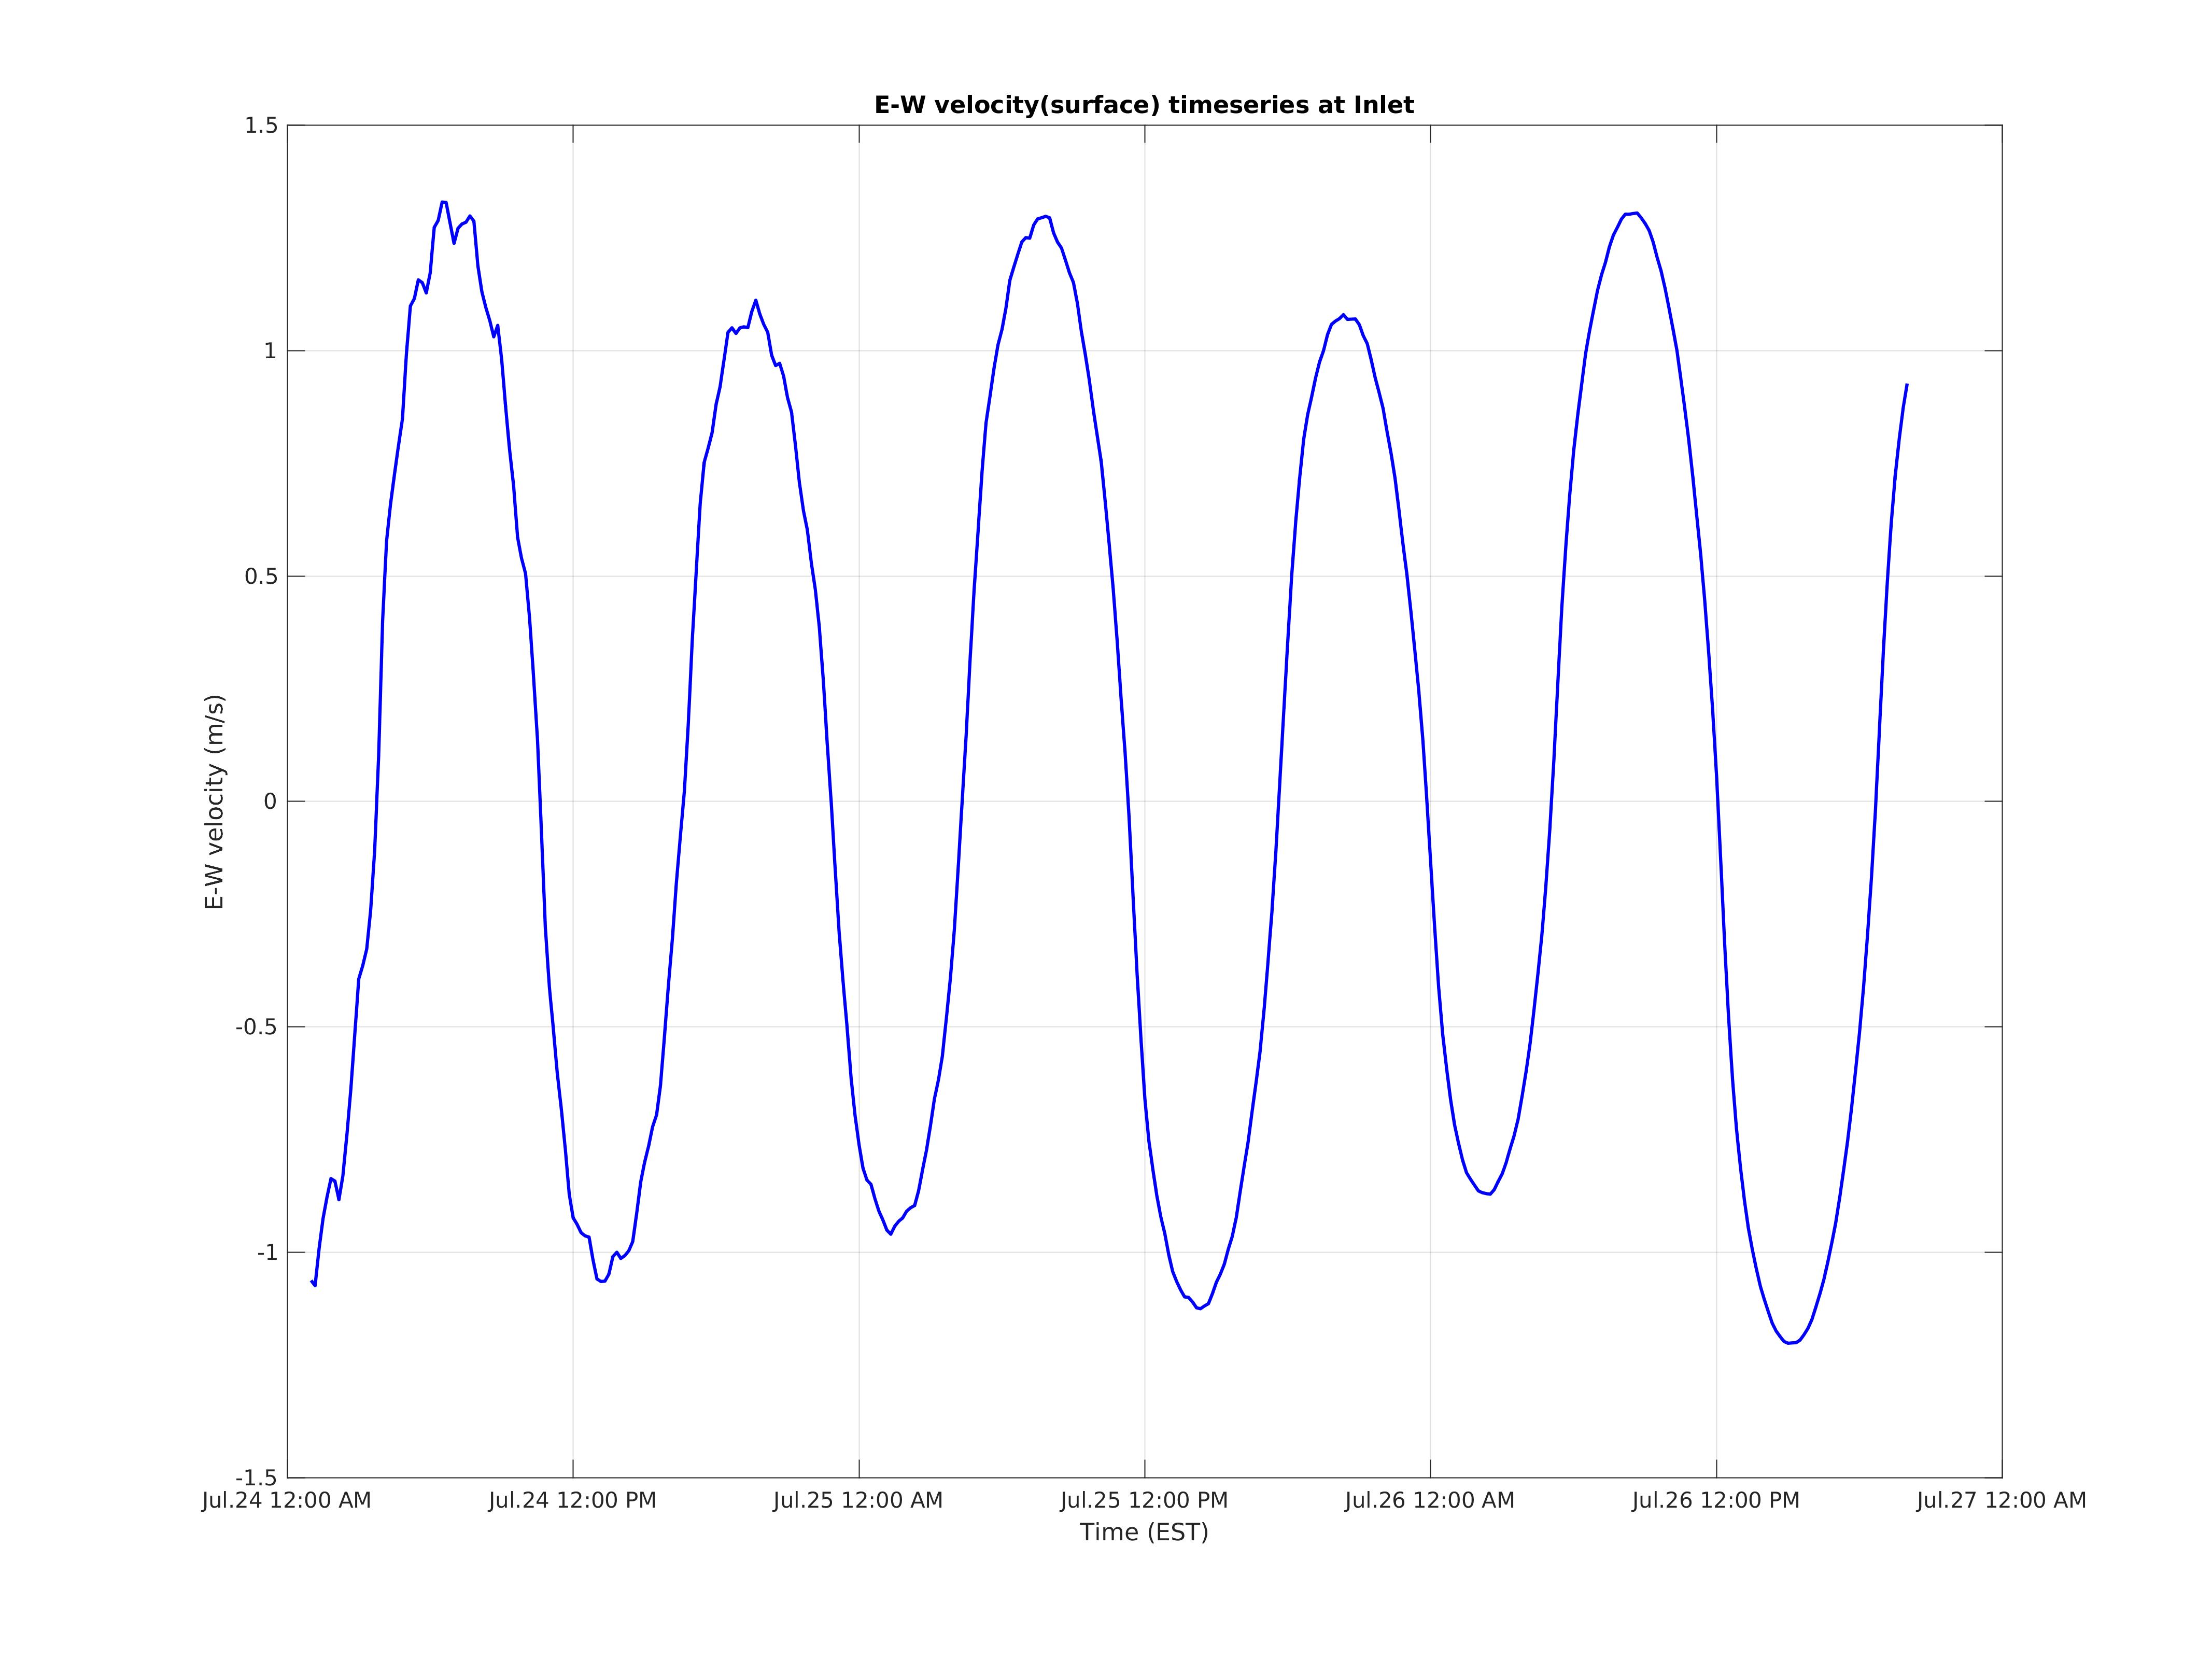 E-W velocity(surface) timeseries at Inlet
1.5
1
0.5
0
-0.5
-1
-1.5
E-W velocity (m/s)
Jul.24 12:00 AM Jul.24 12:00 PM Jul.25 12:00 AM Jul.25 12:00 PM Jul.26 12:00 AM Jul.26 12:00 PM Jul.27 12:00 AM
Time (EST)